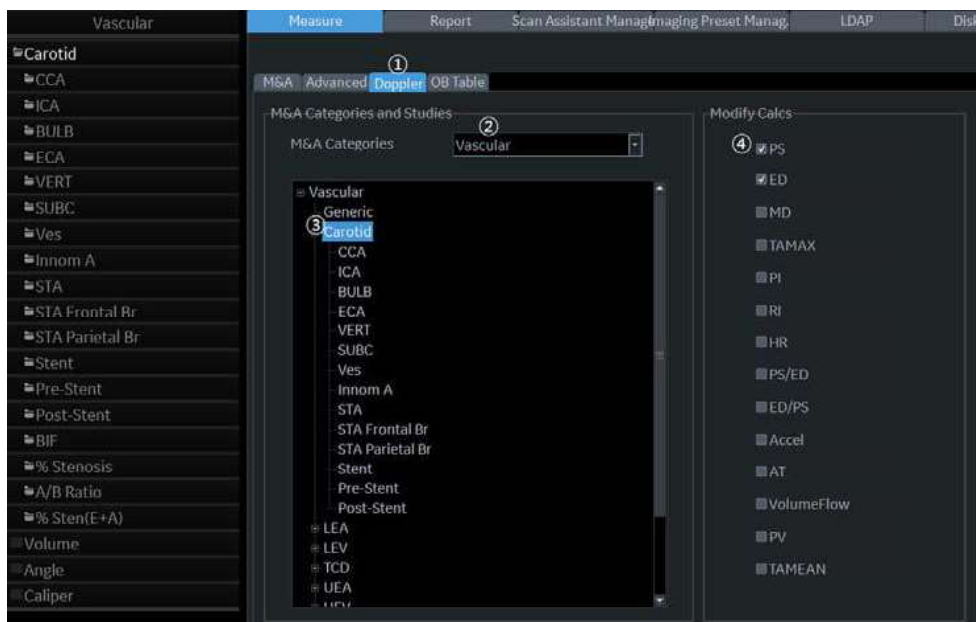 Vascular
Carotid
CCA
ICA
BULB
ECA
VERT
SUBC
Ves
Innom A
STA
STA Frontal Br
STA Parietal Br
Stent
Pre-Stent
Post-Stent
BIF
% Stenosis
A/B Ratio
% Sten(E+A)
Volume
Angle
Caliper
Measure Report Scan Assistant Manag Imaging Preset Manag. LDAP Dis
①
M&A Advanced Doppler OB Table
M&A Categories and Studies
②
M&A Categories Vascular
Vascular
Generic
③ Carotid
CCA
ICA
BULB
ECA
VERT
SUBC
Ves
Innom A
STA
STA Frontal Br
STA Parietal Br
Stent
Pre-Stent
Post-Stent
LEA
LEV
TCD
UEA
UEV
Modify Calcs
④ PS
ED
MD
TAMAX
PI
RI
HR
PS/ED
ED/PS
Accel
AT
VolumeFlow
PV
TAMEAN